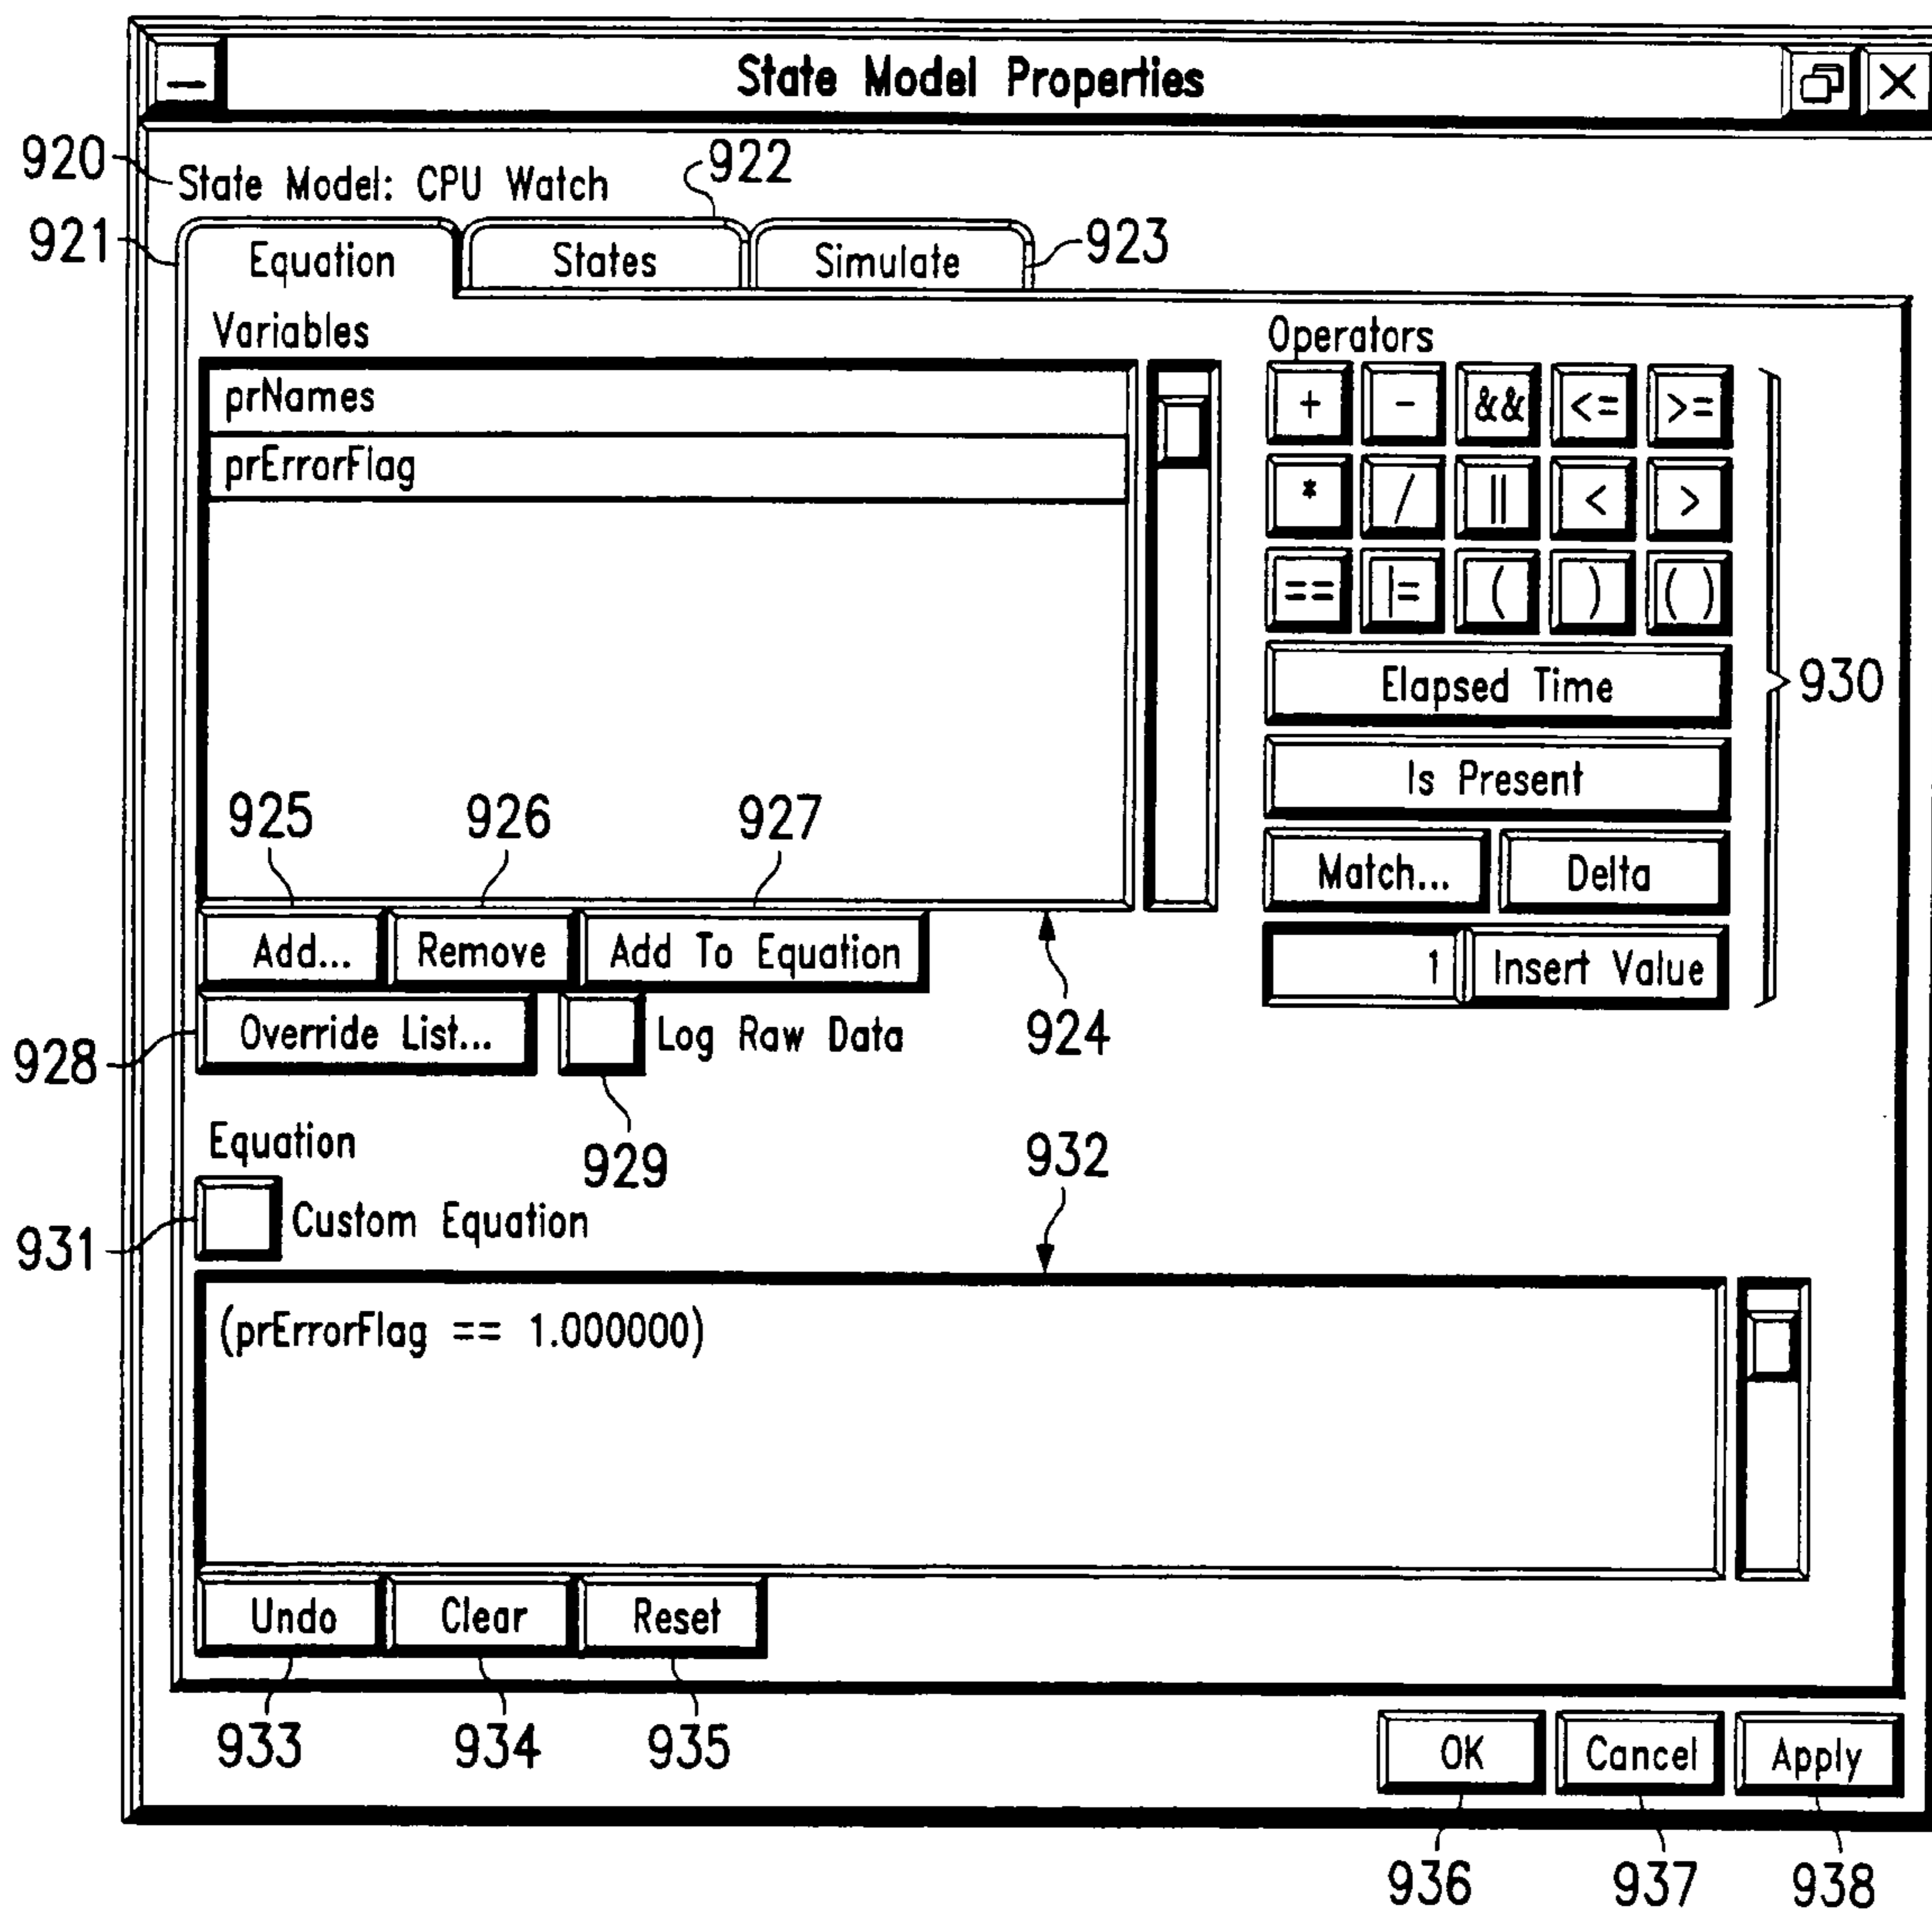 State Model Properties
920
State Model: CPU Watch
922
921
Equation
States
Simulate
923
Variables
prNames
prErrorFlag
Operators
+ - && <= >=
* / || < >
== |= ( ) ( )
Elapsed Time
Is Present
Match... Delta
1 Insert Value
930
925
926
927
Add...
Remove
Add To Equation
924
928
Override List...
Log Raw Data
929
Equation
931
Custom Equation
932
(prErrorFlag == 1.000000)
Undo
Clear
Reset
933
934
935
OK
Cancel
Apply
936
937
938